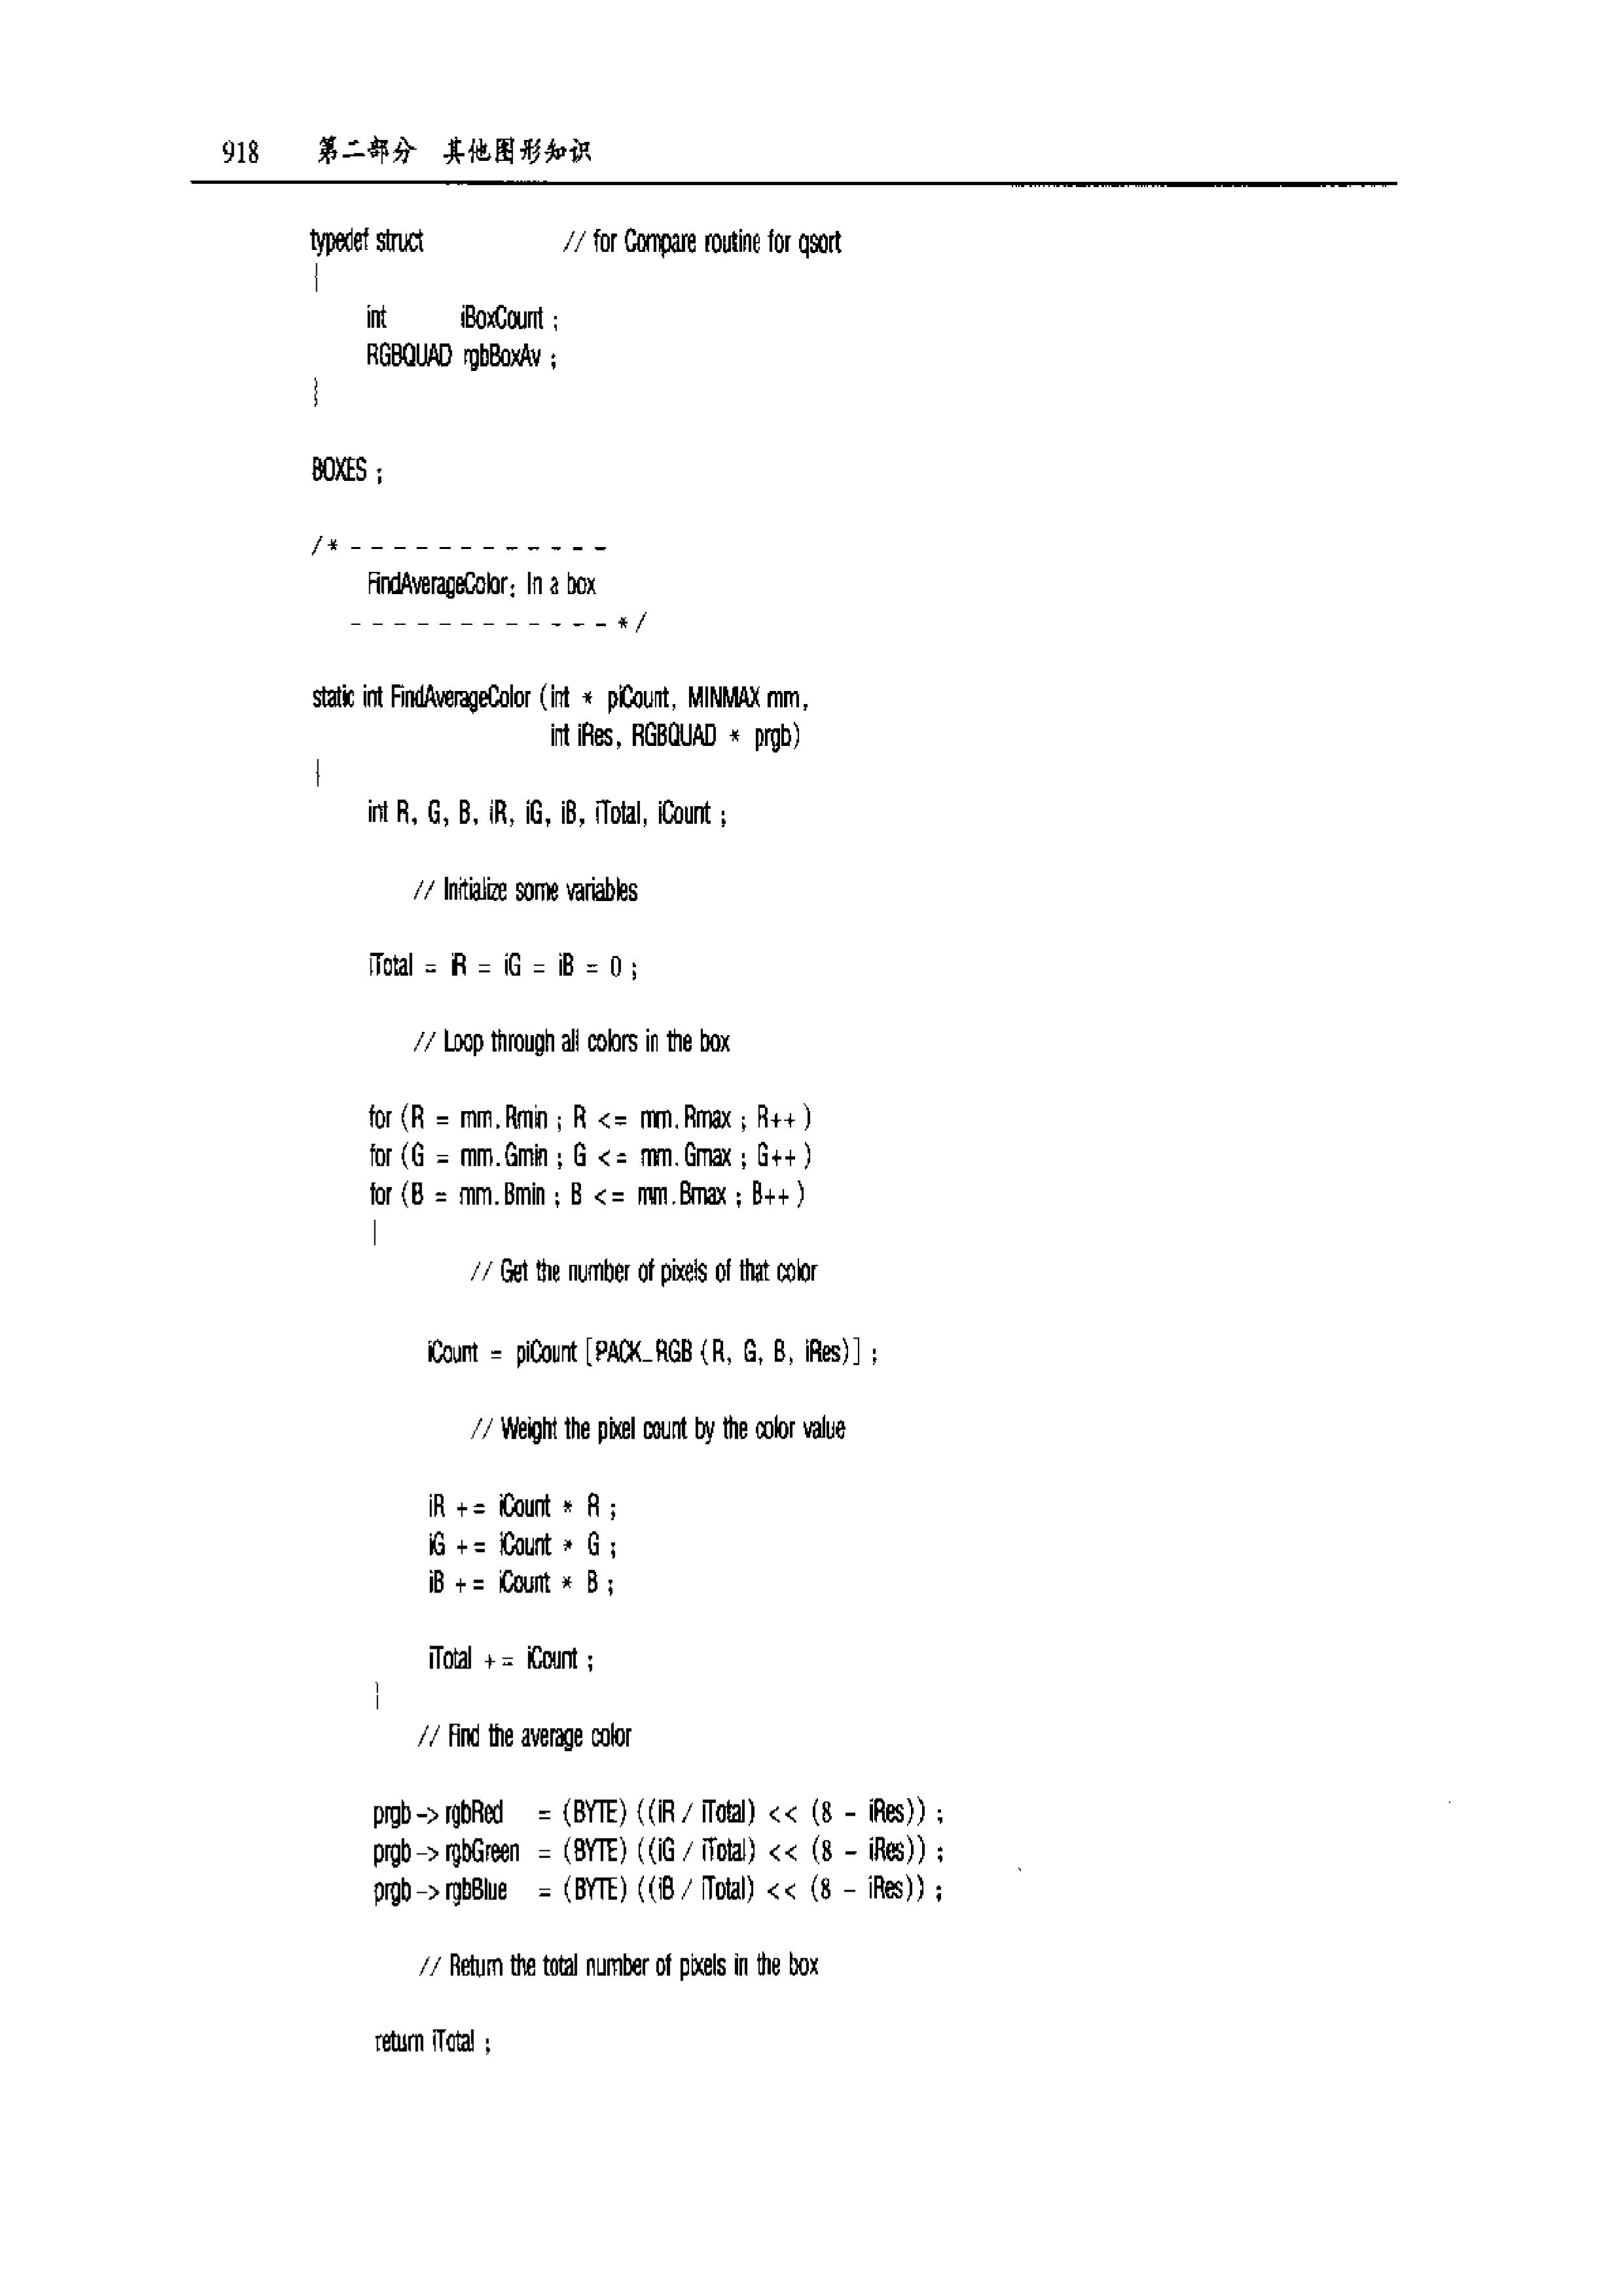 918 第二部分 其他图形知识
typedef struct // for Compare routine for qsort
{
int iBoxCount ;
RGBQUAD rgbBoxAv ;
}
BOXES ;
/* - - - - - - - - - - - -
FindAverageColor: In a box
- - - - - - - - - - - - */
static int FindAverageColor (int * piCount, MINMAX mm,
int iRes, RGBQUAD * prgb)
{
int R, G, B, iR, iG, iB, iTotal, iCount ;
// Initialize some variables
iTotal = iR = iG = iB = 0 ;
// Loop through all colors in the box
for (R = mm.Rmin ; R <= mm.Rmax ; R++ )
for (G = mm.Gmin ; G <= mm.Gmax ; G++ )
for (B = mm.Bmin ; B <= mm.Bmax ; B++ )
{
// Get the number of pixels of that color
iCount = piCount [PACK_RGB (R, G, B, iRes)] ;
// Weight the pixel count by the color value
iR += iCount * R ;
iG += iCount * G ;
iB += iCount * B ;
iTotal += iCount ;
}
// Find the average color
prgb -> rgbRed = (BYTE) ((iR / iTotal) << (8 - iRes)) ;
prgb -> rgbGreen = (BYTE) ((iG / iTotal) << (8 - iRes)) ;
prgb -> rgbBlue = (BYTE) ((iB / iTotal) << (8 - iRes)) ;
// Return the total number of pixels in the box
return iTotal ;